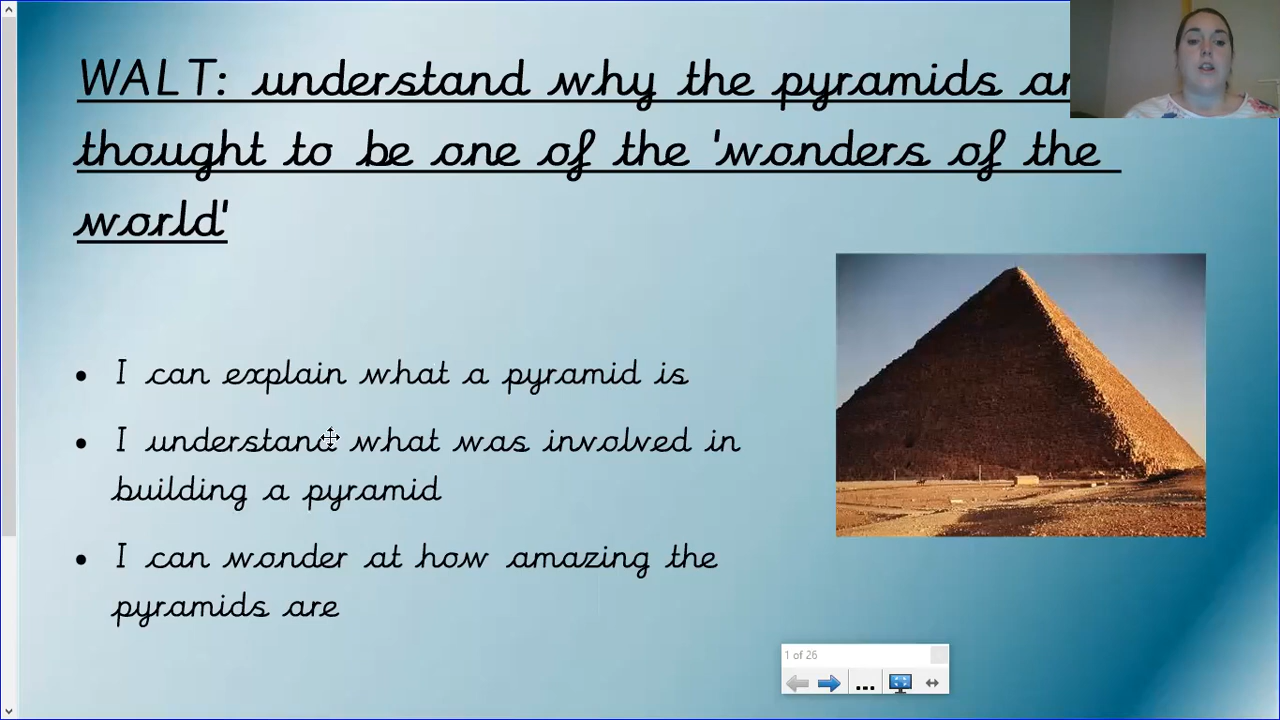 WALT: understand why the pyramids ar
thought to be one of the 'wonders of the
world'
• I can explain what a pyramid is
• I understand what was involved in
building a pyramid
• I can wonder at how amazing the
pyramids are
1 of 26
...